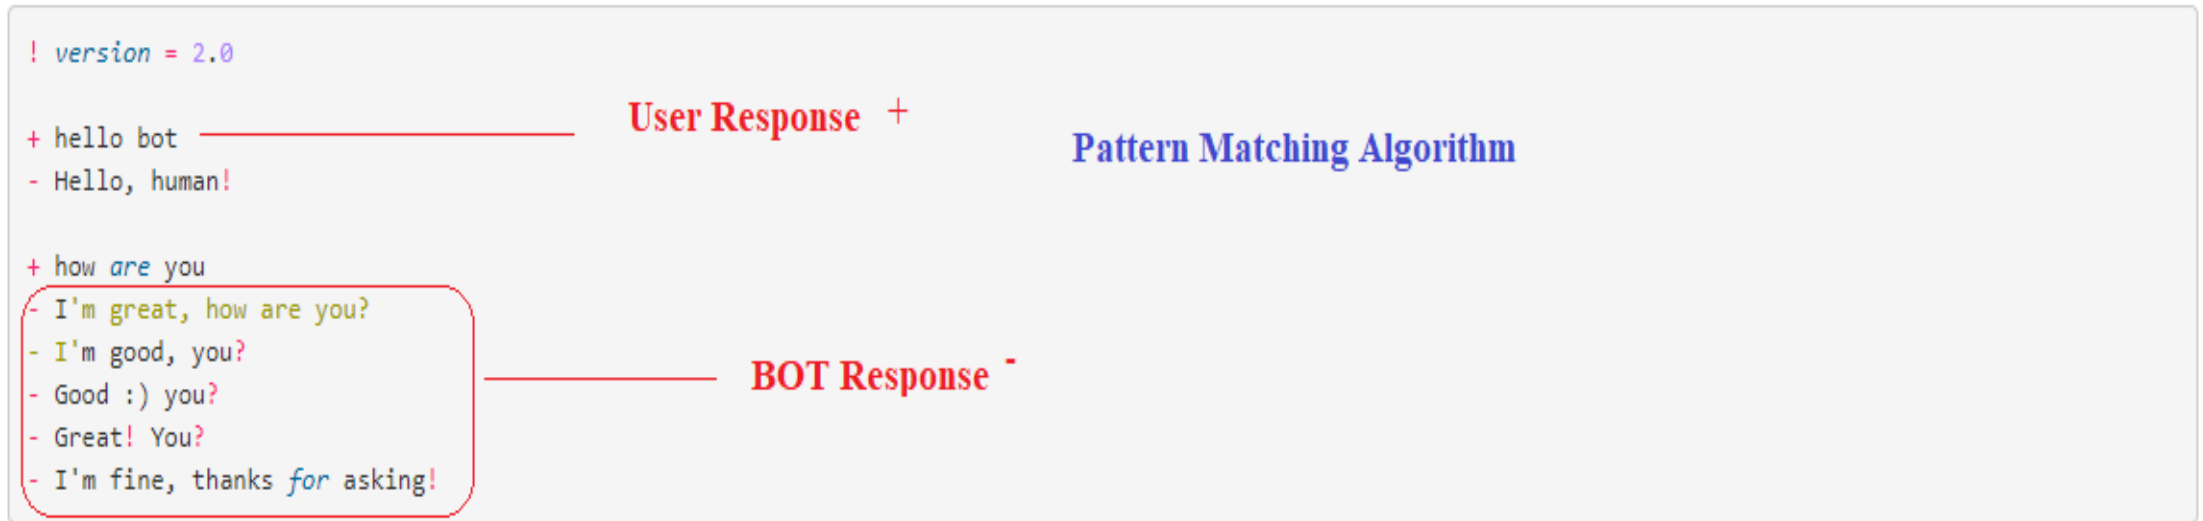 ! version = 2.0
+ hello bot
User Response +
Pattern Matching Algorithm
- Hello, human!
+ how are you
- I'm great, how are you?
- I'm good, you?
- Good :) you?
BOT Response -
- Great! You?
- I'm fine, thanks for asking!